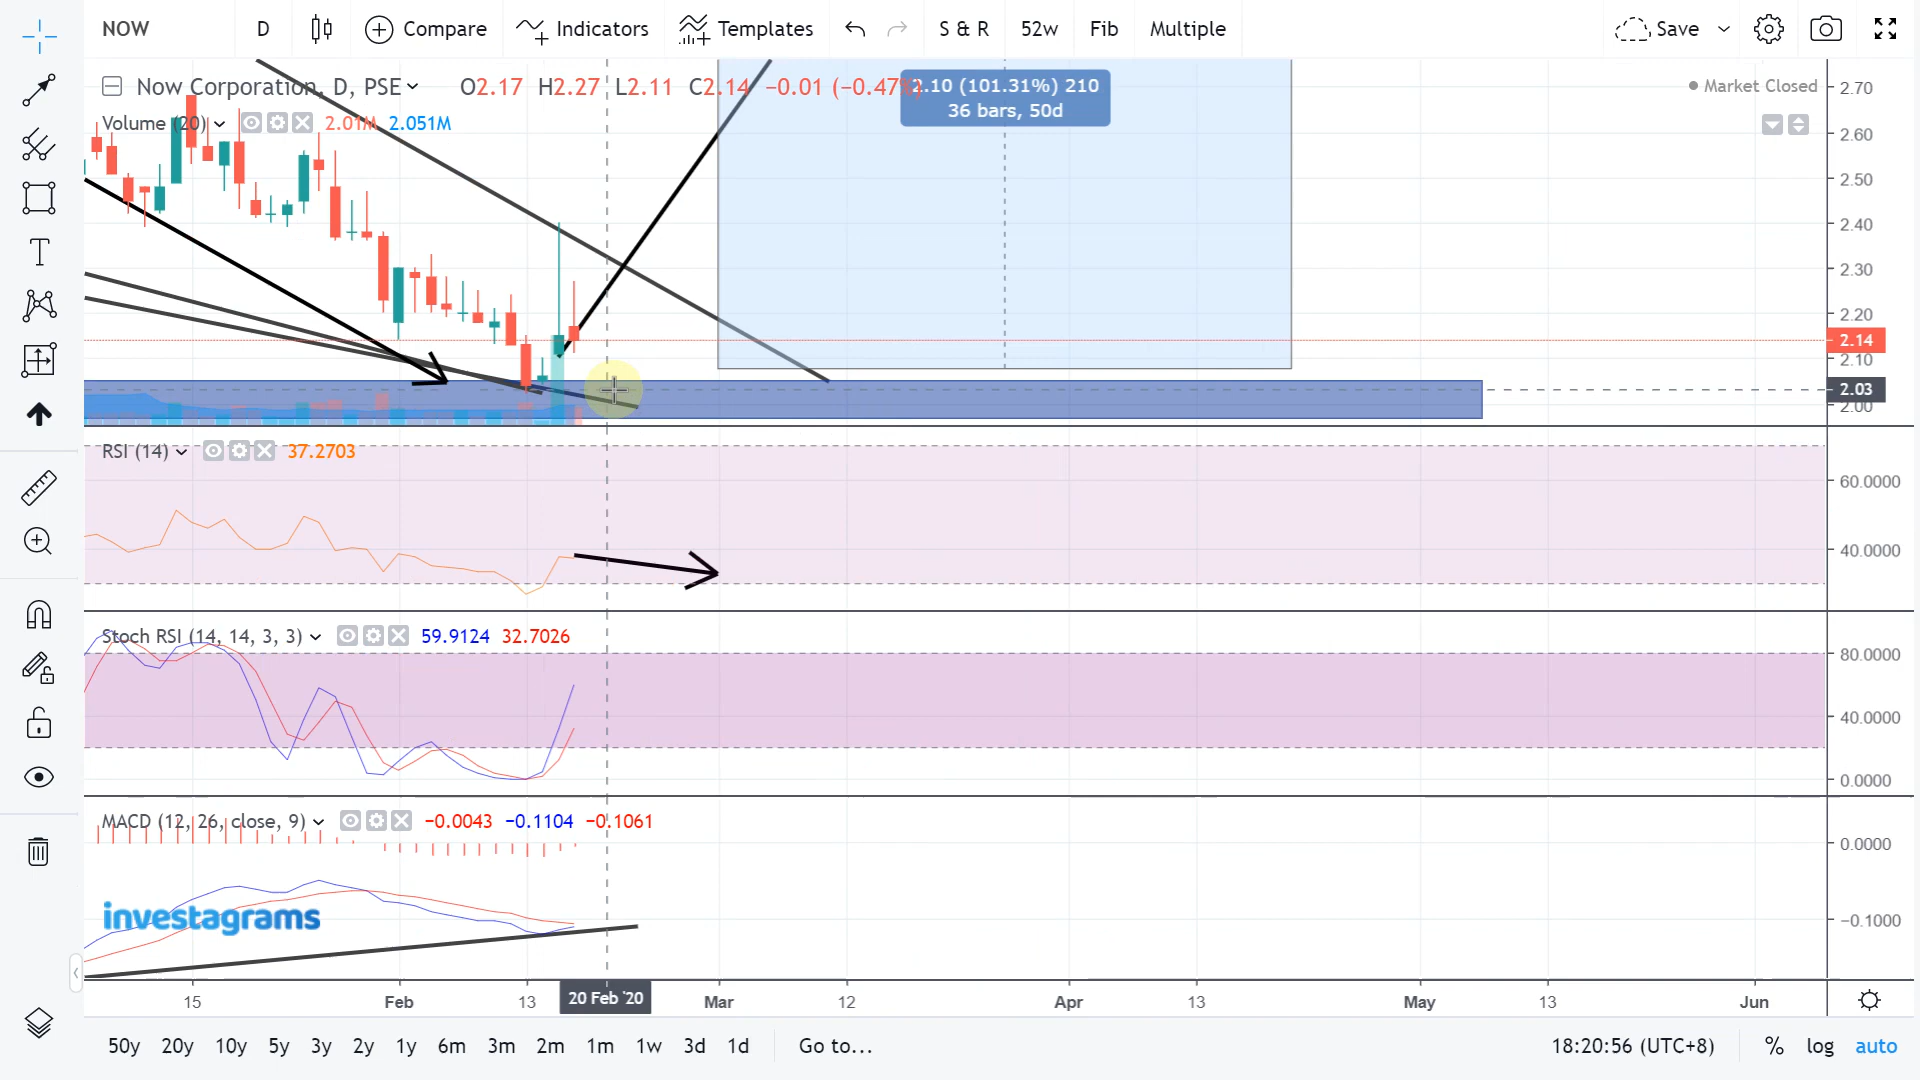 NOW D Compare Indicators Templates S & R 52w Fib Multiple Save
Now Corporation, D, PSE O2.17 H2.27 L2.11 C2.14 −0.01 (−0.47%)
2.10 (101.31%) 210
36 bars, 50d
Market Closed
Volume (20) 2.01M 2.051M
2.70
2.60
2.50
2.40
2.30
2.20
2.14
2.10
2.03
2.00
RSI (14) 37.2703
60.0000
40.0000
Stoch RSI (14, 14, 3, 3) 59.9124 32.7026
80.0000
40.0000
0.0000
MACD (12, 26, close, 9) −0.0043 −0.1104 −0.1061
0.0000
−0.1000
investagrams
15 Feb 13 20 Feb '20 Mar 12 Apr 13 May 13 Jun
50y 20y 10y 5y 3y 2y 1y 6m 3m 2m 1m 1w 3d 1d Go to... 18:20:56 (UTC+8) % log auto